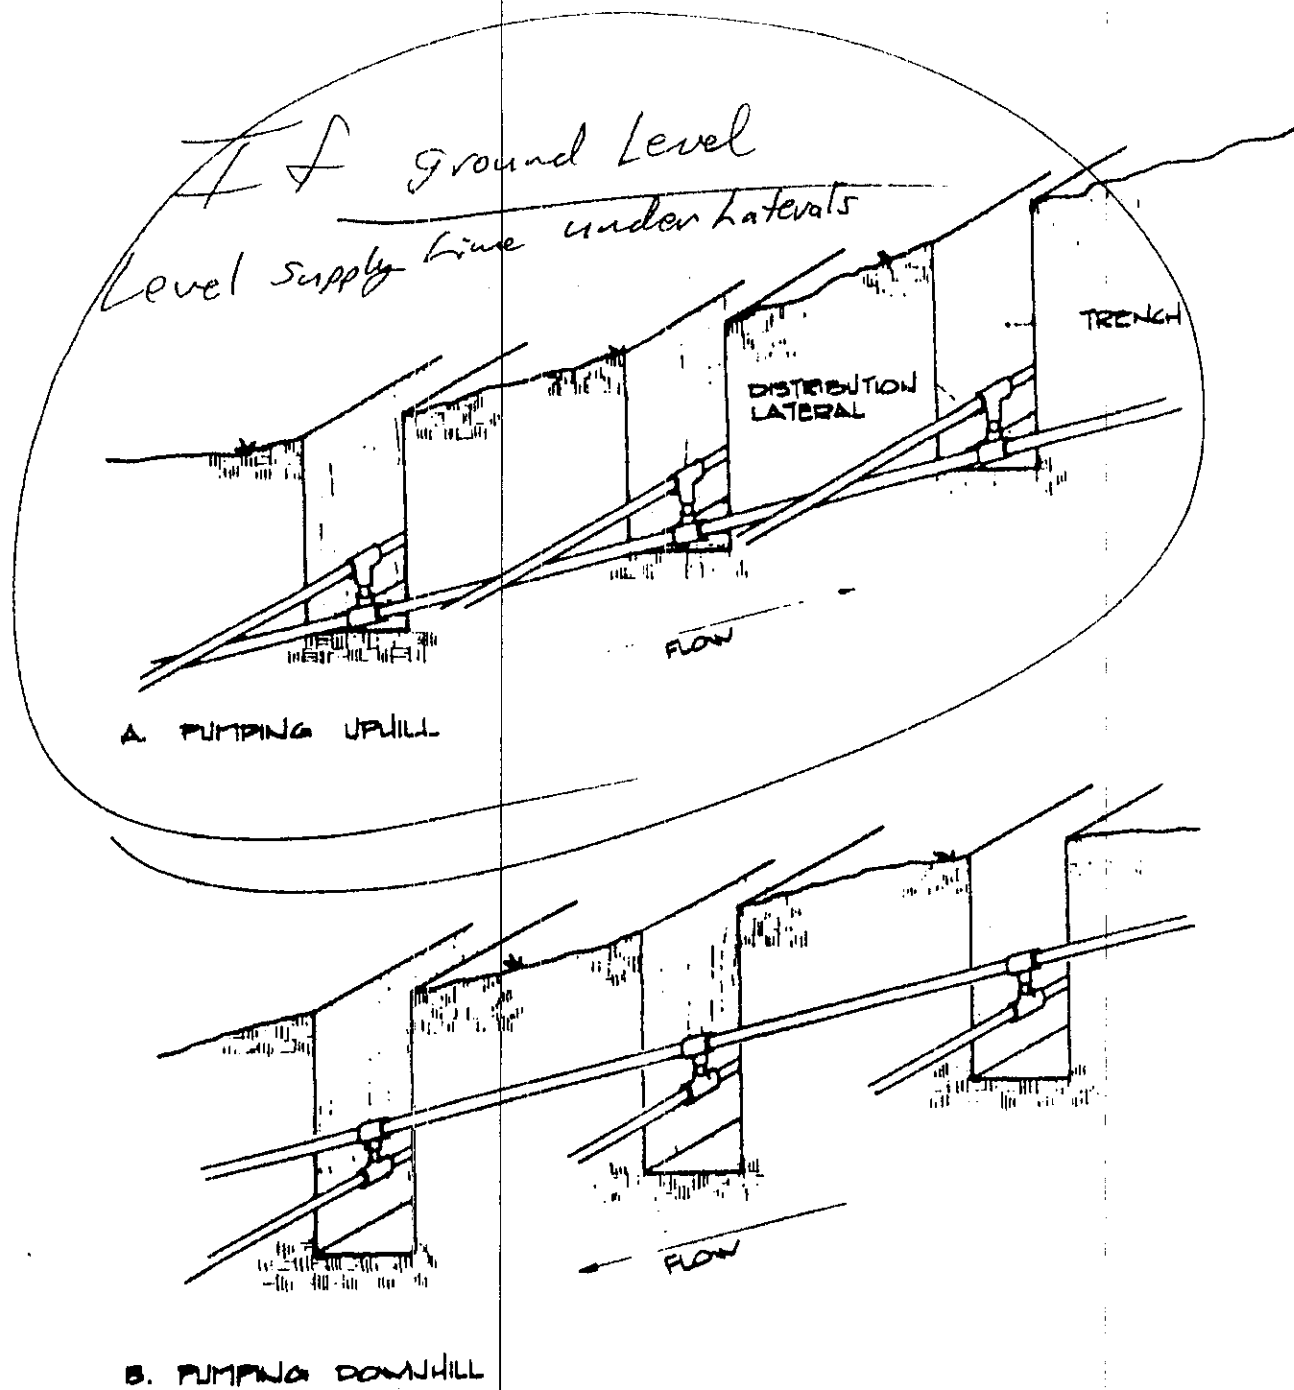 If ground Level
Level supply Line under Laterals
TRENCH
DISTRIBUTION
LATERAL
FLOW
A. PUMPING UPHILL
FLOW
B. PUMPING DOWNHILL